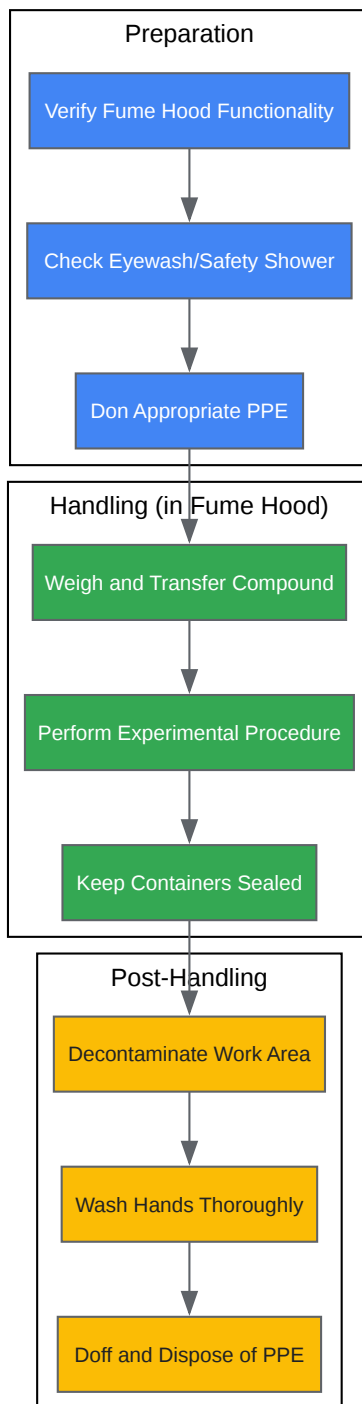 Preparation
Verify Fume Hood Functionality
Check Eyewash/Safety Shower
Don Appropriate PPE
Handling (in Fume Hood)
Weigh and Transfer Compound
Perform Experimental Procedure
Keep Containers Sealed
Post-Handling
Decontaminate Work Area
Wash Hands Thoroughly
Doff and Dispose of PPE